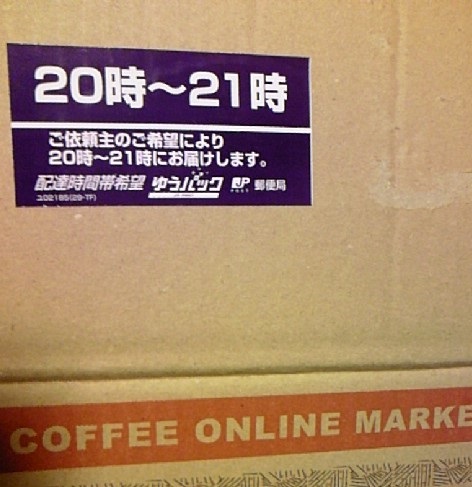 20時～21時
ご依頼主のご希望により
20時～21時にお届けします。
配達時間帯希望 ゆうパック JP POST 郵便局
COFFEE ONLINE MARKE